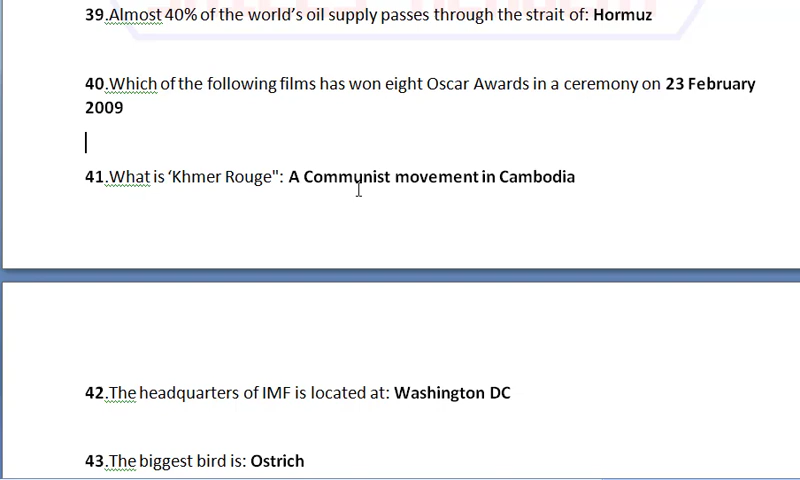 39.Almost 40% of the world's oil supply passes through the strait of: Hormuz
40.Which of the following films has won eight Oscar Awards in a ceremony on 23 February
2009
41.What is ‘Khmer Rouge": A Communist movement in Cambodia
42.The headquarters of IMF is located at: Washington DC
43.The biggest bird is: Ostrich